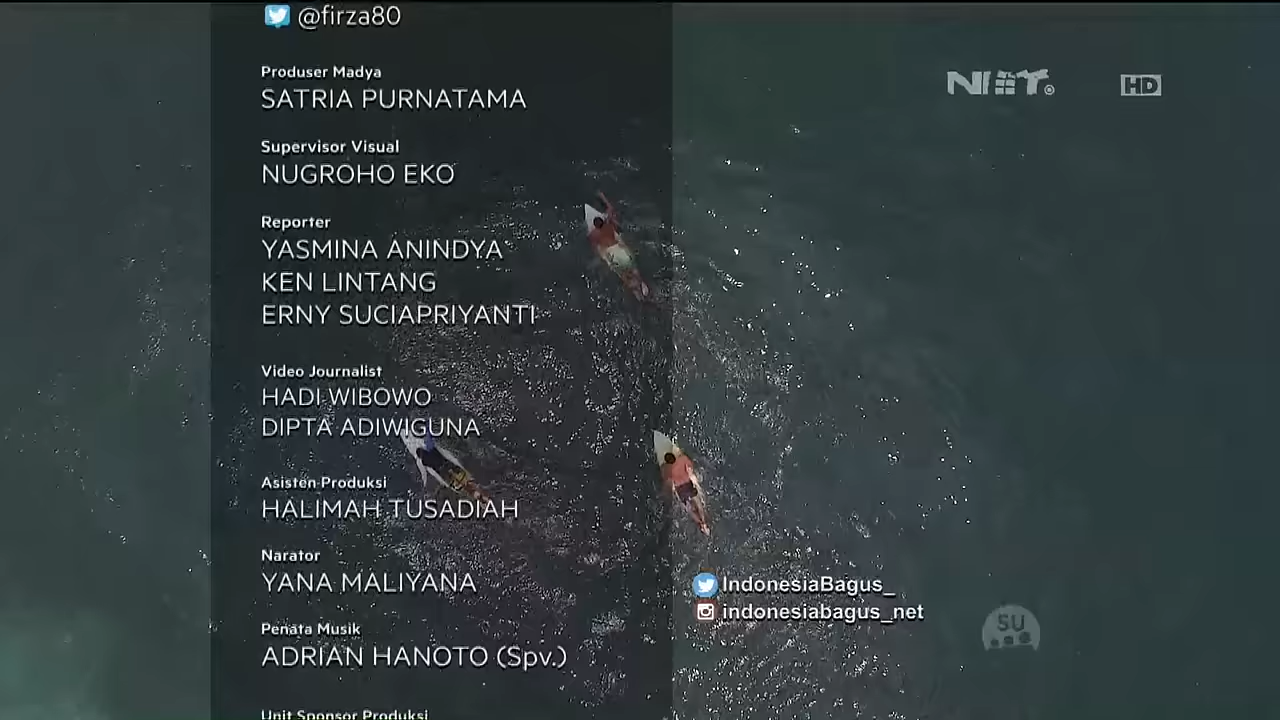 @firza80
Produser Madya
SATRIA PURNATAMA
Supervisor Visual
NUGROHO EKO
Reporter
YASMINA ANINDYA
KEN LINTANG
ERNY SUCIAPRIYANTI
Video Journalist
HADI WIBOWO
DIPTA ADIWIGUNA
Asisten Produksi
HALIMAH TUSADIAH
Narator
YANA MALIYANA
Penata Musik
ADRIAN HANOTO (Spv.)
Unit Sponsor Produksi
NET.
HD
IndonesiaBagus_
indonesiabagus_net
SU